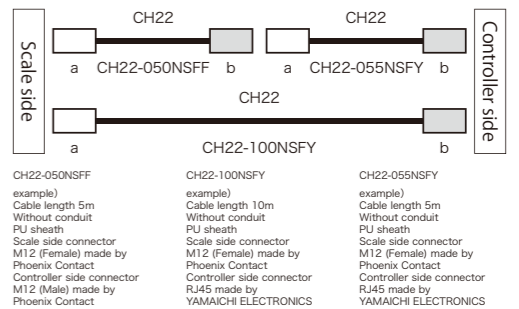 CH22 CH22
Scale side
Controller side
a CH22-050NSFF b a CH22-055NSFY b
CH22
a CH22-100NSFY b
CH22-050NSFF
example)
Cable length 5m
Without conduit
PU sheath
Scale side connector
M12 (Female) made by
Phoenix Contact
Controller side connector
M12 (Male) made by
Phoenix Contact
CH22-100NSFY
example)
Cable length 10m
Without conduit
PU sheath
Scale side connector
M12 (Female) made by
Phoenix Contact
Controller side connector
RJ45 made by
YAMAICHI ELECTRONICS
CH22-055NSFY
example)
Cable length 5m
Without conduit
PU sheath
Scale side connector
M12 (Female) made by
Phoenix Contact
Controller side connector
RJ45 made by
YAMAICHI ELECTRONICS